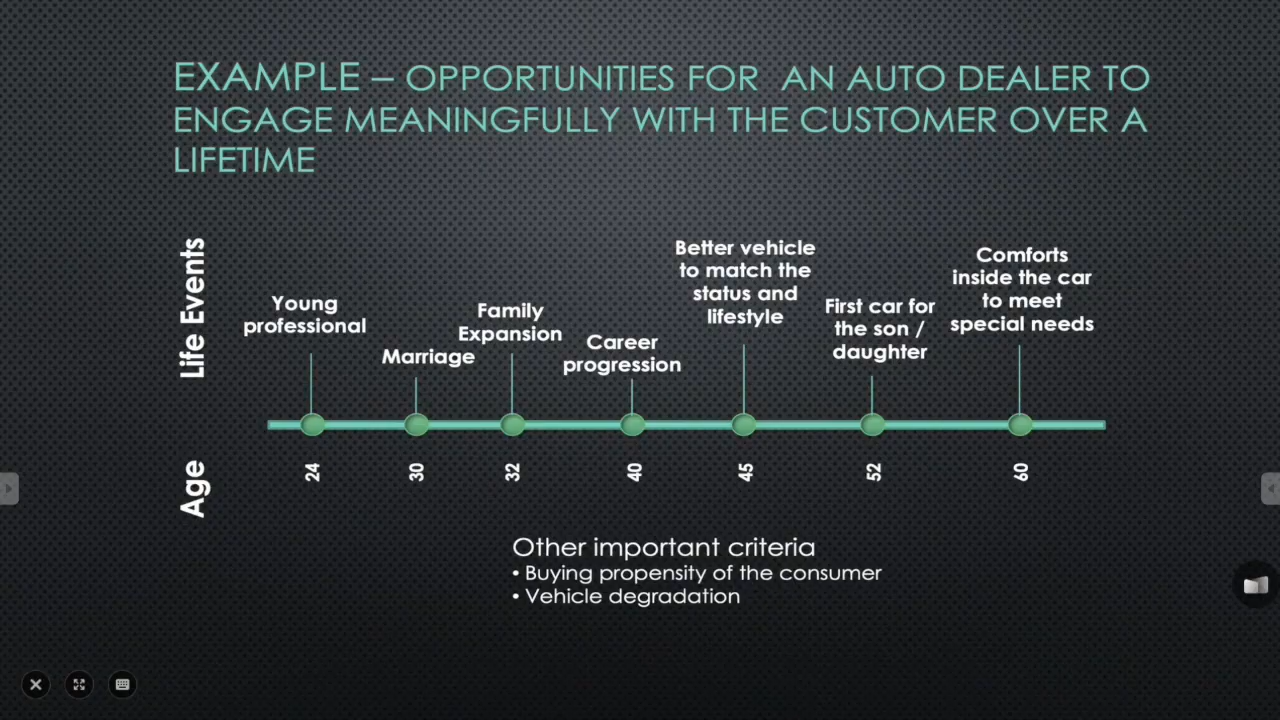 EXAMPLE – OPPORTUNITIES FOR AN AUTO DEALER TO
ENGAGE MEANINGFULLY WITH THE CUSTOMER OVER A
LIFETIME
Life Events
Young
professional
Marriage
Family
Expansion
Career
progression
Better vehicle
to match the
status and
lifestyle
First car for
the son /
daughter
Comforts
inside the car
to meet
special needs
Age
24
30
32
40
45
52
60
Other important criteria
• Buying propensity of the consumer
• Vehicle degradation